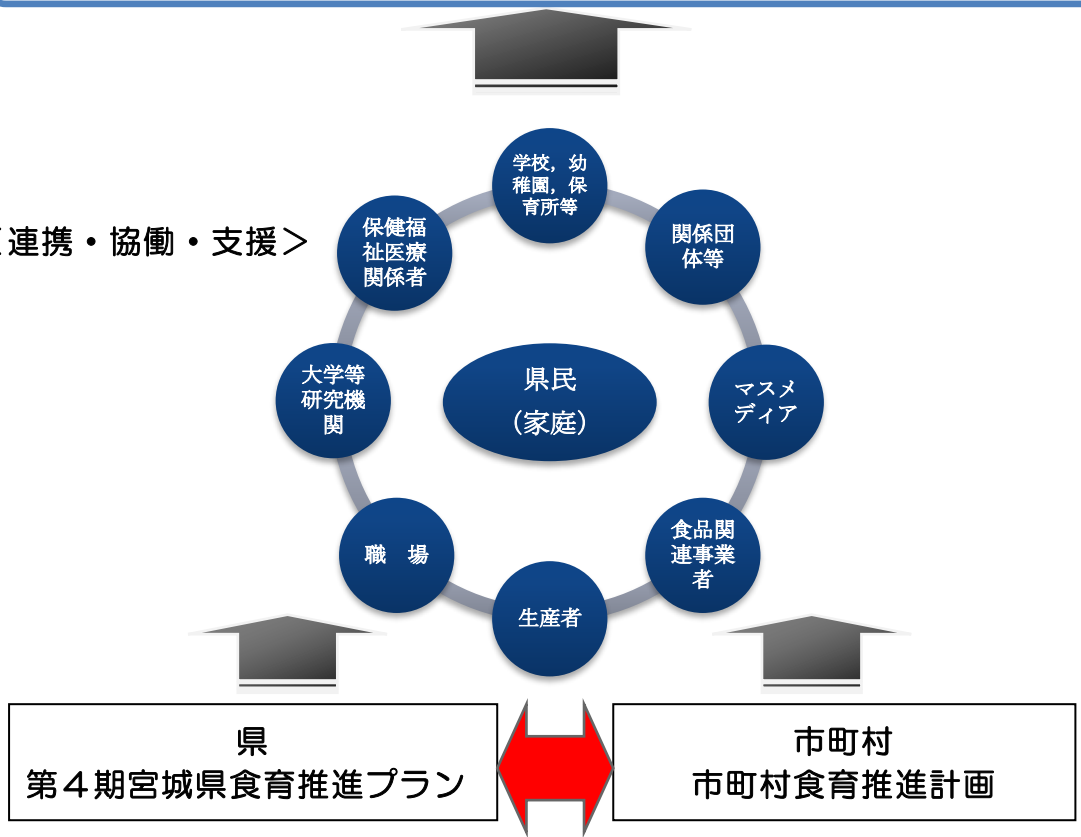 学校，幼
稚園，保
育所等
連携・協働・支援＞
保健福
祉医療
関係者
関係団
体等
大学等
研究機
関
県民
（家庭）
マスメ
ディア
職　場
食品関
連事業
者
生産者
県
第４期宮城県食育推進プラン
市町村
市町村食育推進計画